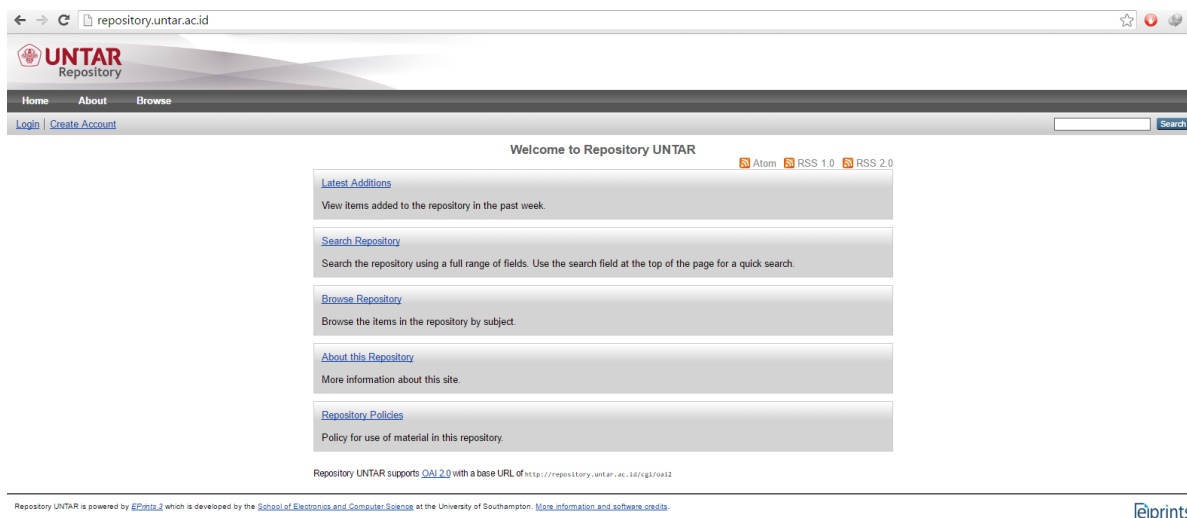 repository.untar.ac.id
UNTAR
Repository
Home About Browse
Login | Create Account Search
Welcome to Repository UNTAR
Atom RSS 1.0 RSS 2.0
Latest Additions
View items added to the repository in the past week.
Search Repository
Search the repository using a full range of fields. Use the search field at the top of the page for a quick search.
Browse Repository
Browse the items in the repository by subject.
About this Repository
More information about this site.
Repository Policies
Policy for use of material in this repository.
Repository UNTAR supports OAI 2.0 with a base URL of http://repository.untar.ac.id/cgi/oai2
Repository UNTAR is powered by EPrints 3 which is developed by the School of Electronics and Computer Science at the University of Southampton. More information and software credits.
eprints